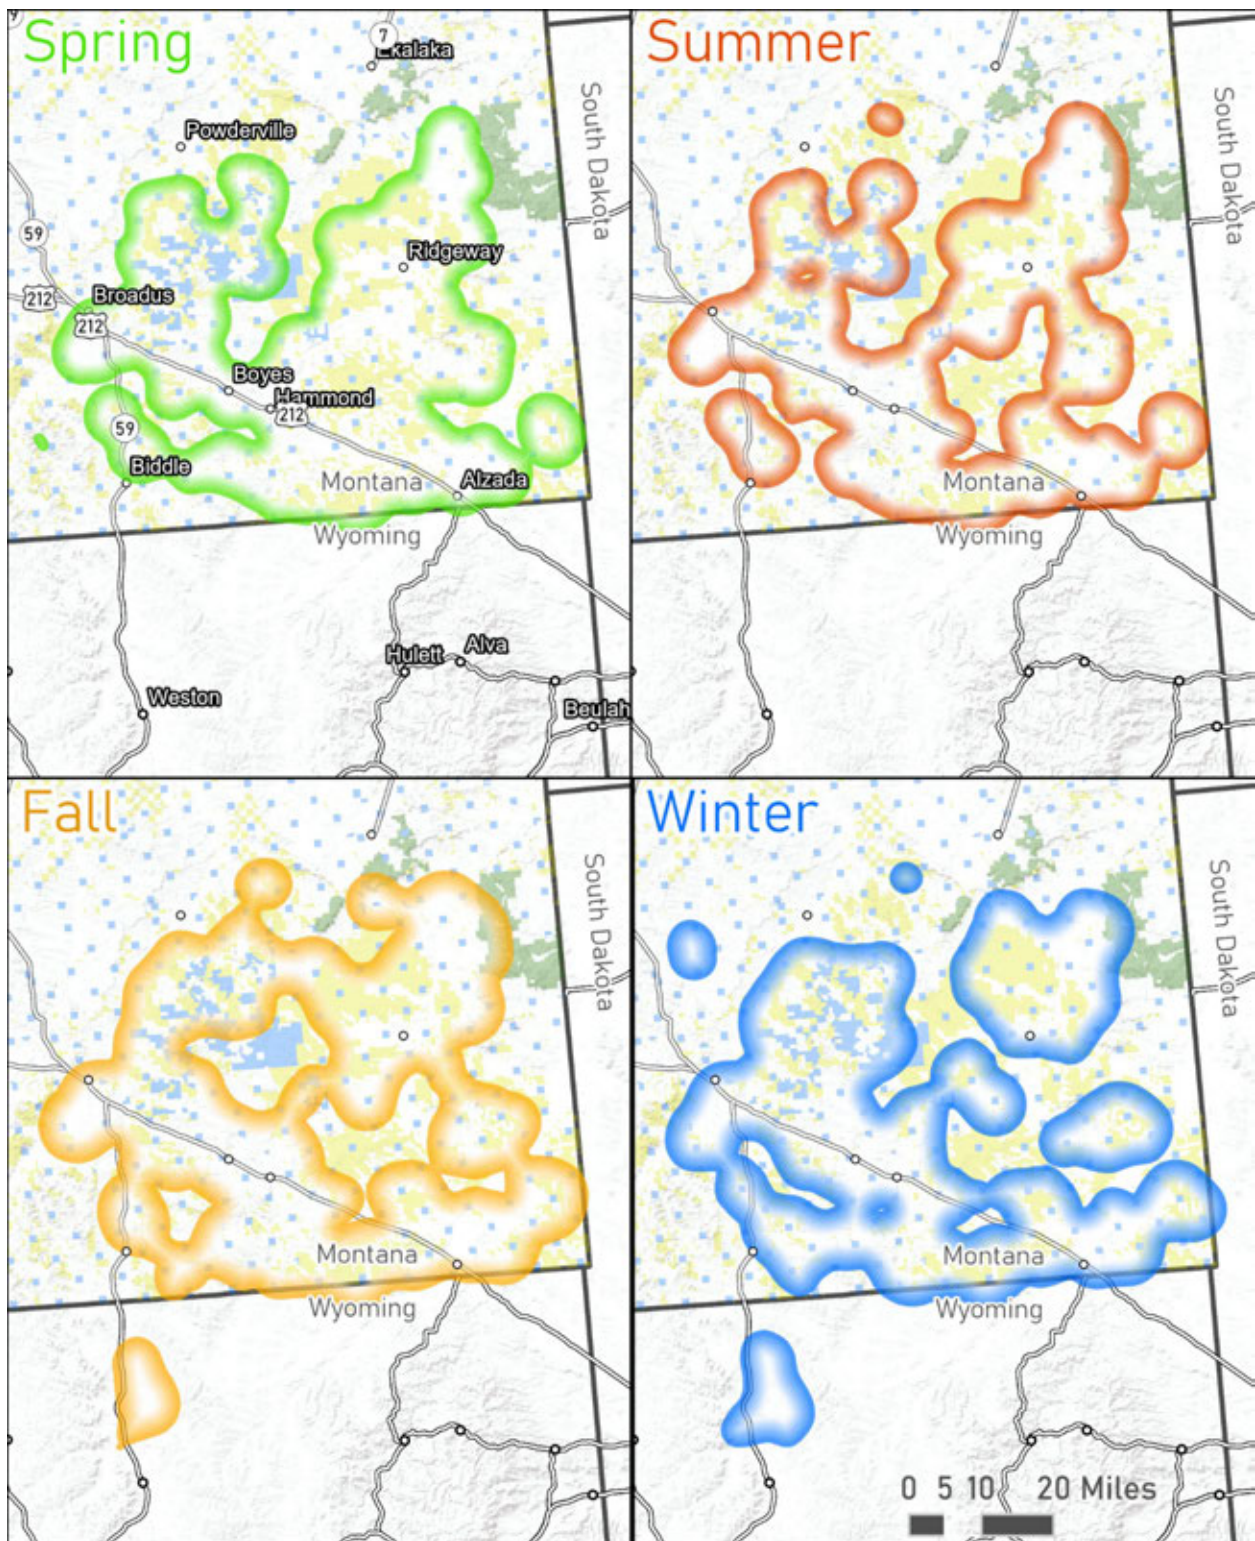 Spring
7
Ekalaka
South Dakota
Powderville
59
Ridgeway
212
Broadus
212
Boyes
Hammond
212
59
Biddle
Montana
Alzada
Wyoming
Hulett
Alva
Weston
Beulah
Summer
South Dakota
Montana
Wyoming
Fall
South Dakota
Montana
Wyoming
Winter
South Dakota
Montana
Wyoming
0 5 10 20 Miles